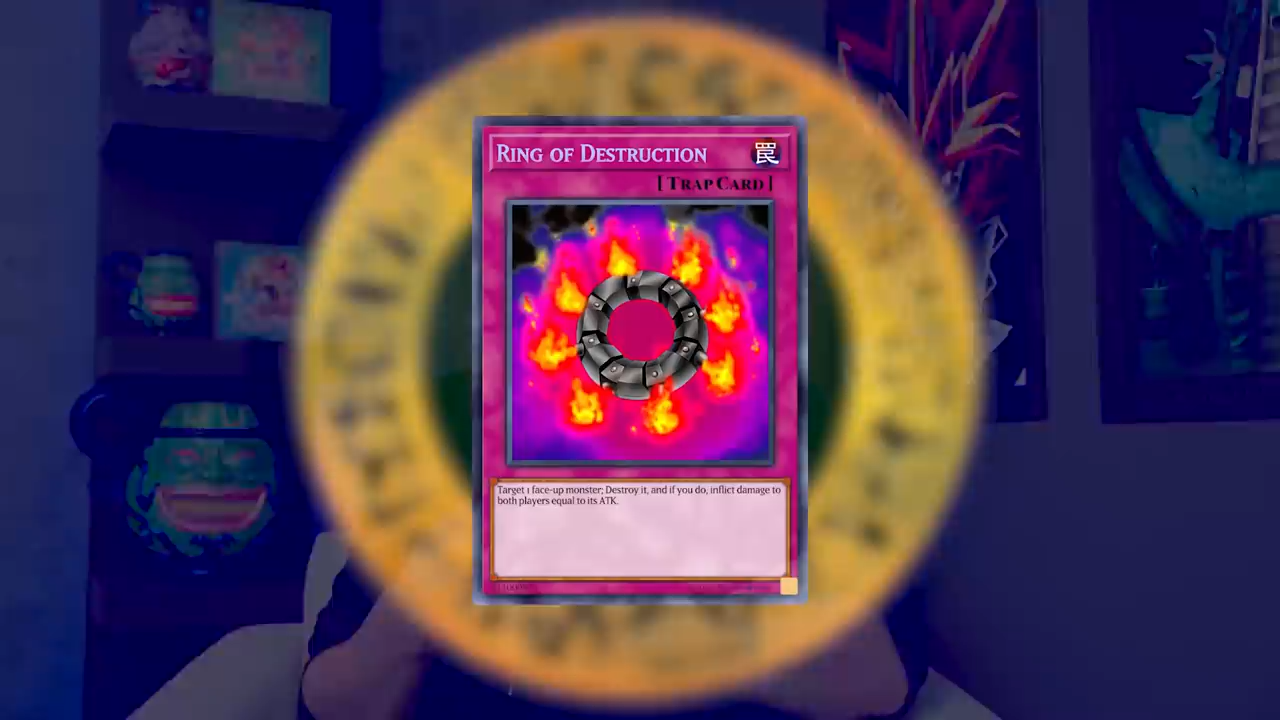 RING OF DESTRUCTION 罠
[ TRAP CARD ]
Target 1 face-up monster; Destroy it, and if you do, inflict damage to
both players equal to its ATK.